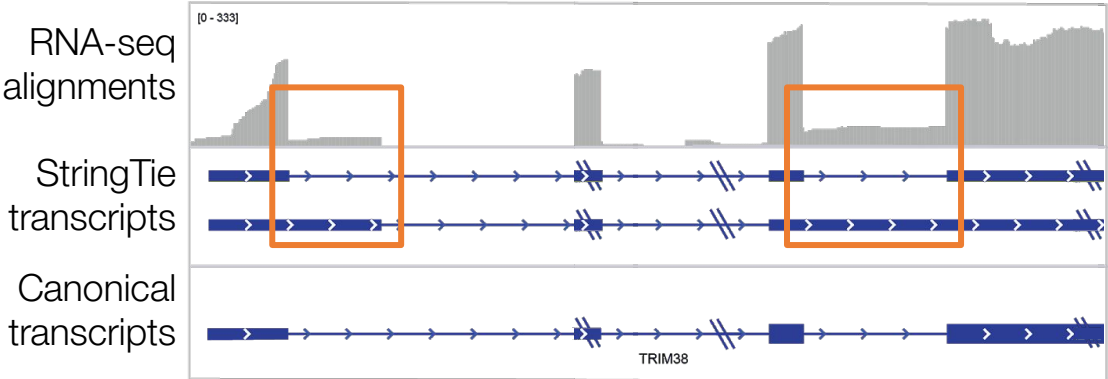 [0 - 333]
RNA-seq
alignments
StringTie
transcripts
Canonical
transcripts
TRIM38